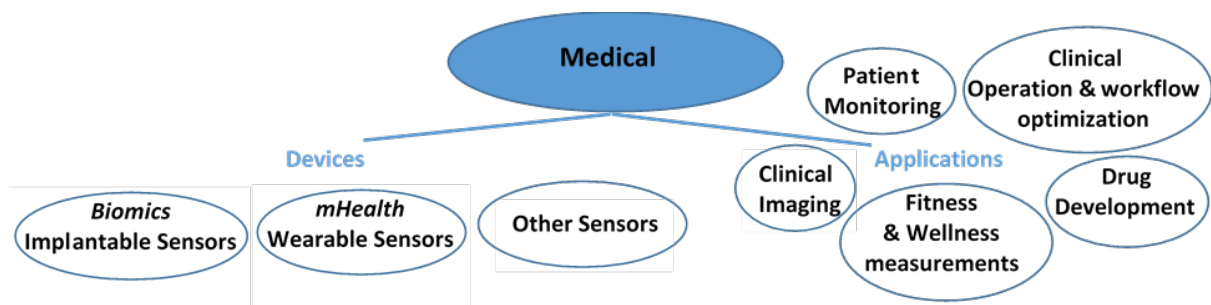 Medical
Devices
Biomics
Implantable Sensors
mHealth
Wearable Sensors
Other Sensors
Applications
Patient
Monitoring
Clinical
Operation & workflow
optimization
Clinical
Imaging
Fitness
& Wellness
measurements
Drug
Development